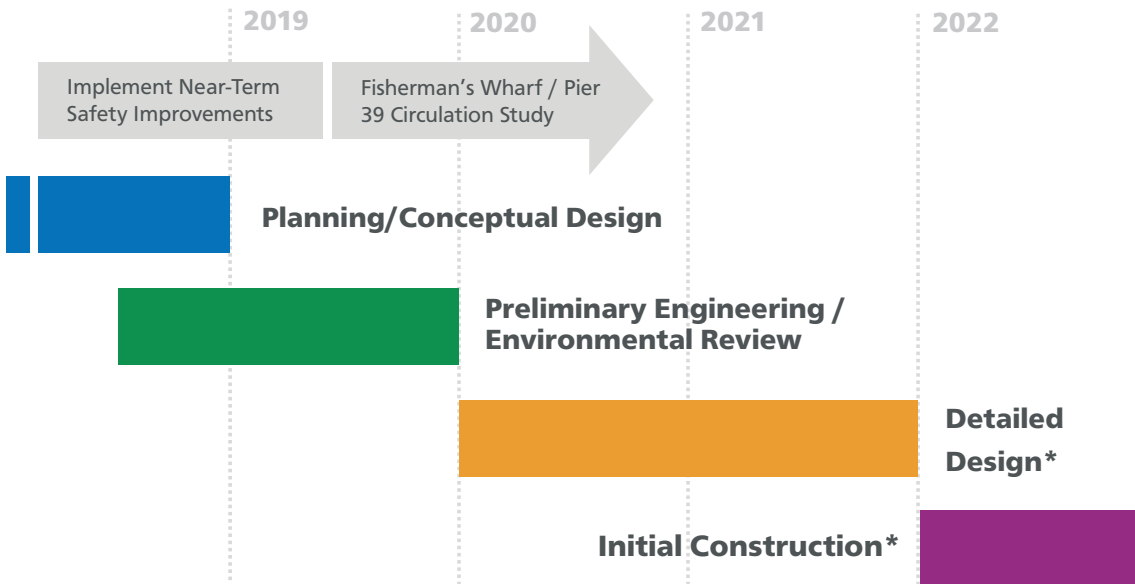 2019
2020
2021
2022
Implement Near-Term
Safety Improvements
Fisherman’s Wharf / Pier
39 Circulation Study
Planning/Conceptual Design
Preliminary Engineering /
Environmental Review
Detailed
Design*
Initial Construction*